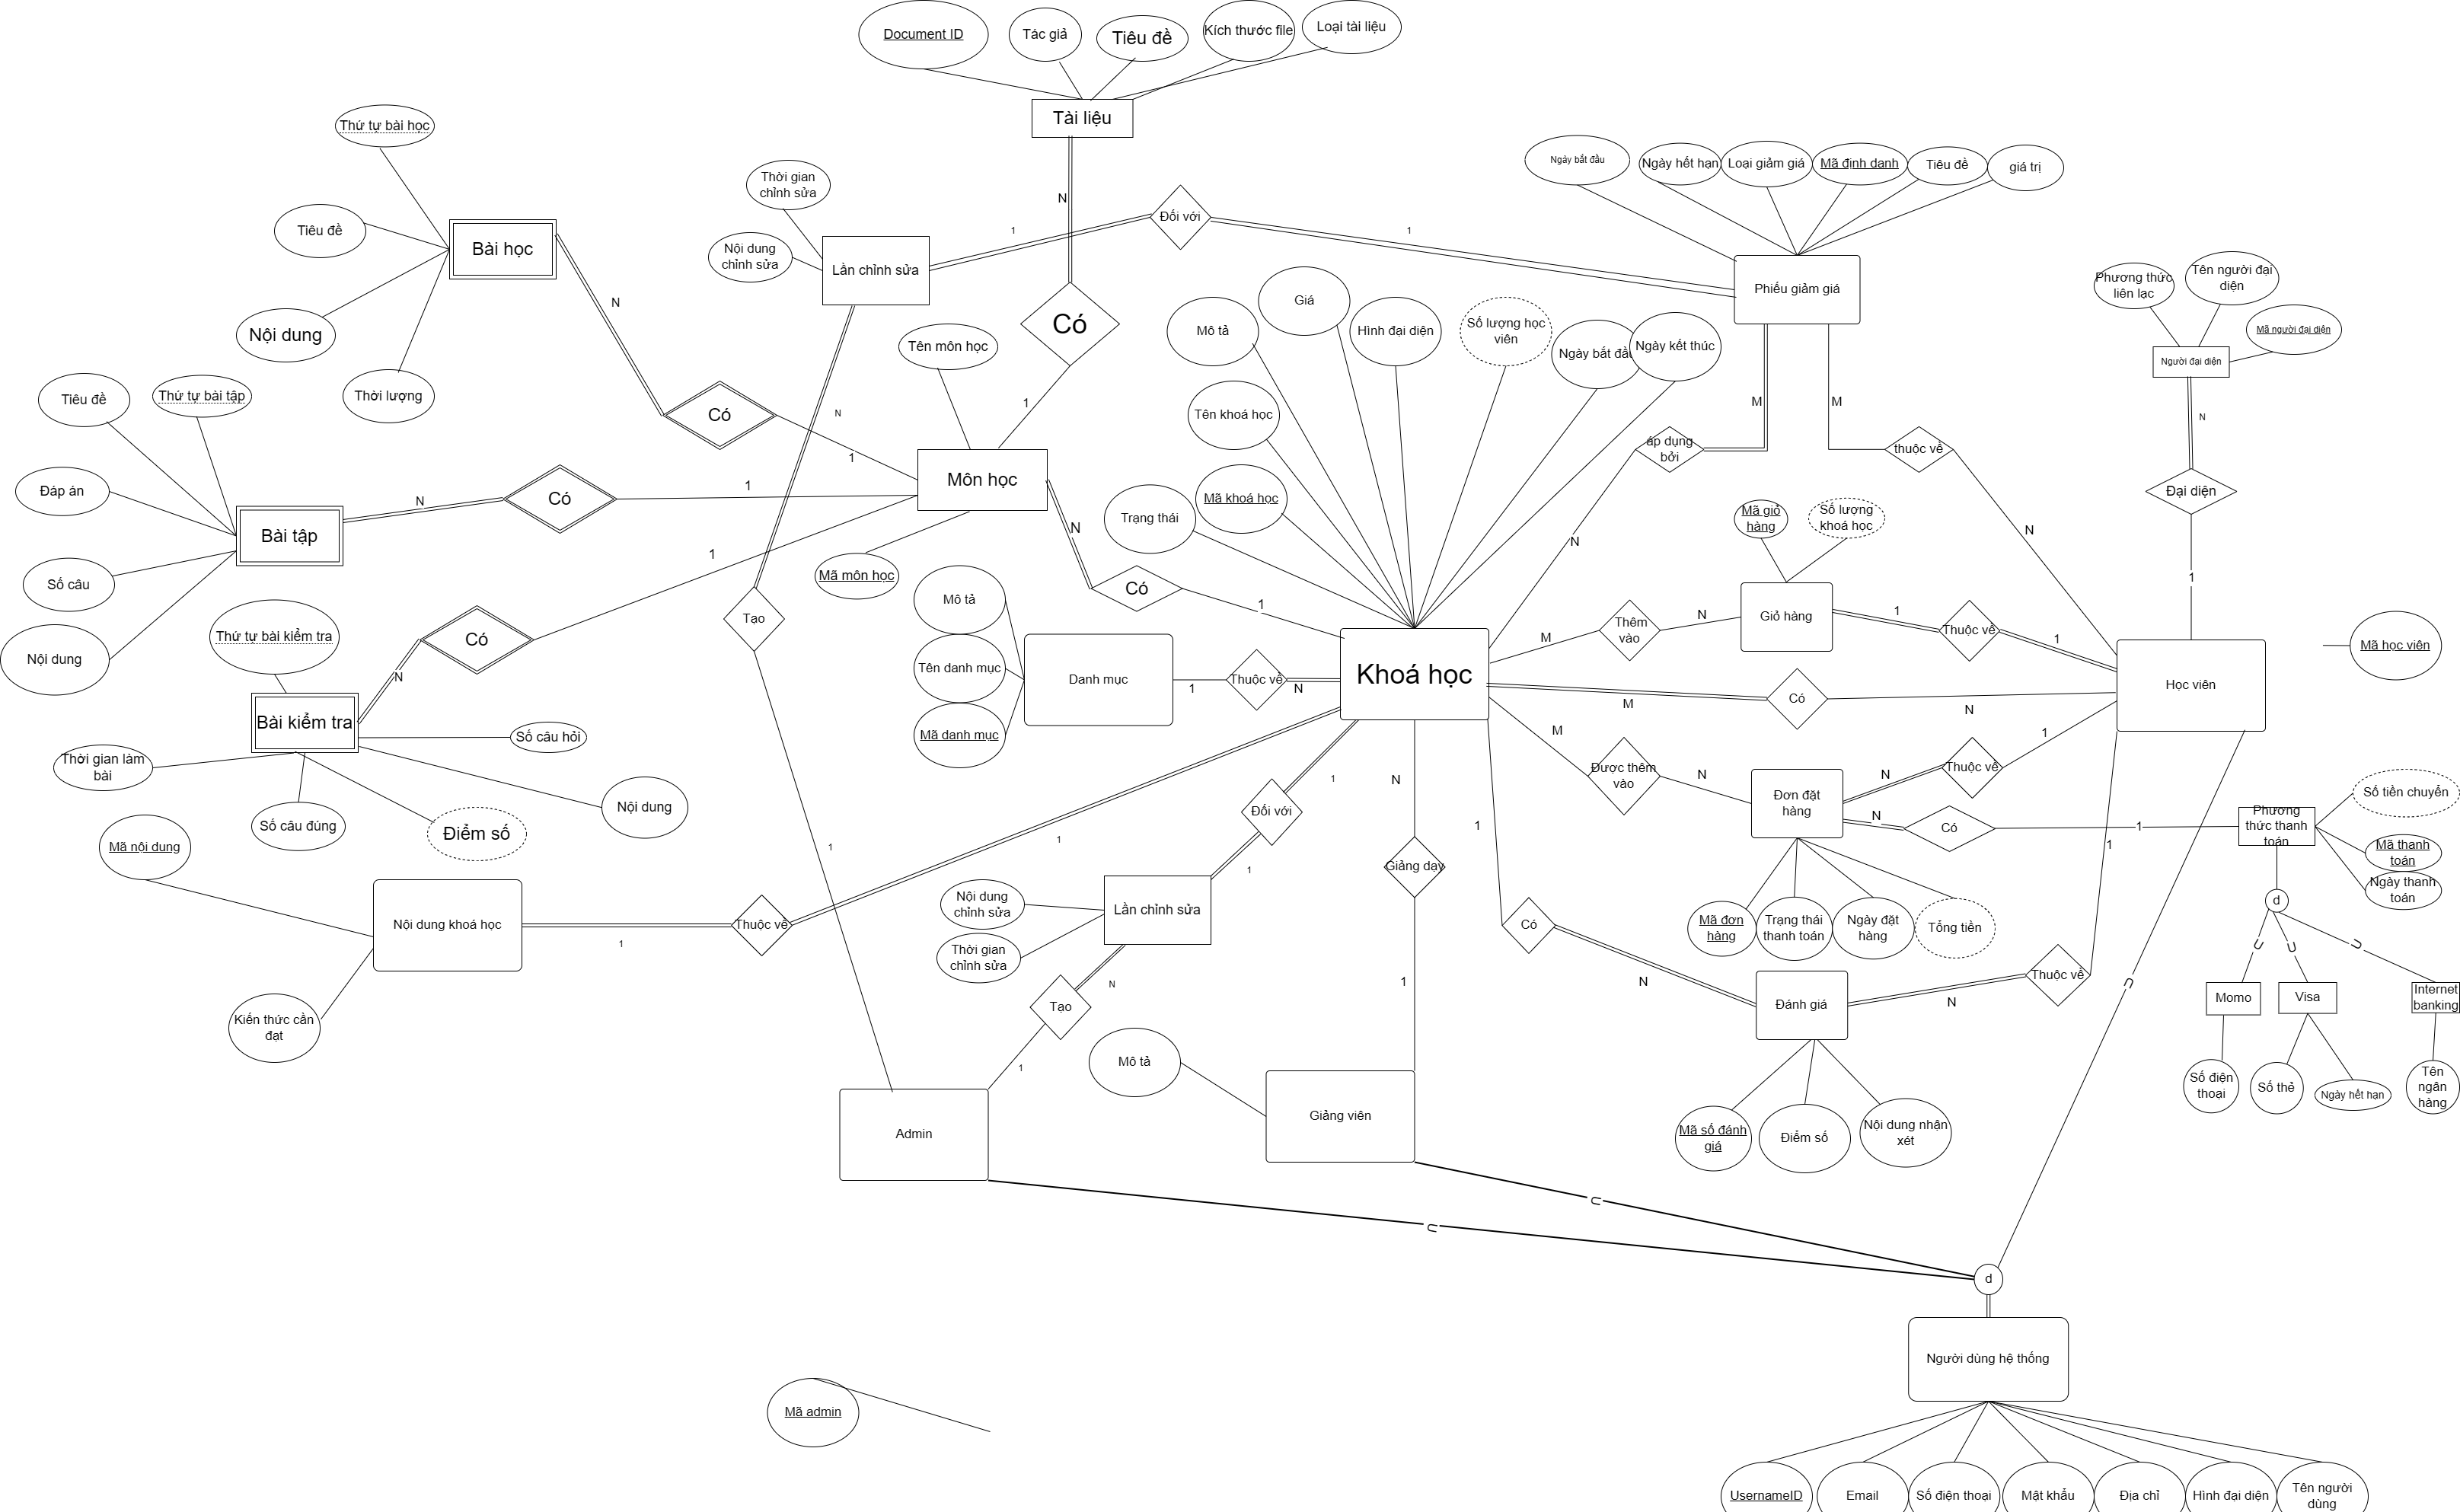 Document ID
Tác giả
Tiêu đề
Kích thước file
Loại tài liệu
Tài liệu
Thứ tự bài học
Tiêu đề
Nội dung
Thời lượng
Bài học
N
Có
1
Thời gian
chỉnh sửa
Nội dung
chỉnh sửa
Lần chỉnh sửa
1
Đối với
1
N
Có
1
Ngày bắt đầu
Ngày hết hạn
Loại giảm giá
Mã định danh
Tiêu đề
giá trị
Phiếu giảm giá
Phương thức
liên lạc
Tên người đại
diện
Mã người đại diện
Người đại diện
N
Đại diện
1
Tên môn học
Môn học
Mã môn học
N
Có
1
Mô tả
Giá
Hình đại diện
Số lượng học
viên
Ngày bắt đầu
Ngày kết thúc
Tên khoá học
Mã khoá học
Trạng thái
Khoá học
M
áp dụng
bởi
N
M
thuộc về
N
Tiêu đề
Thứ tự bài tập
Đáp án
Số câu
Nội dung
Bài tập
N
Có
1
Thứ tự bài kiểm tra
Bài kiểm tra
N
Có
1
Thời gian làm
bài
Số câu đúng
Điểm số
Số câu hỏi
Nội dung
N
Tạo
1
Mô tả
Tên danh mục
Mã danh mục
Danh mục
1
Thuộc về
N
Mã giỏ
hàng
Số lượng
khoá học
Giỏ hàng
M
Thêm
vào
N
1
Thuộc về
1
Mã học viên
Học viên
M
Có
N
M
Được thêm
vào
N
Đơn đặt
hàng
N
Thuộc về
1
N
Có
1
Mã đơn
hàng
Trạng thái
thanh toán
Ngày đặt
hàng
Tổng tiền
Phương
thức thanh
toán
Số tiền chuyển
Mã thanh
toán
Ngày thanh
toán
d
U
U
U
Momo
Visa
Internet
banking
Số điện
thoại
Số thẻ
Ngày hết hạn
Tên
ngân
hàng
Mã nội dung
Nội dung khoá học
Kiến thức cần
đạt
1
Thuộc về
1
1
Đối với
1
Nội dung
chỉnh sửa
Thời gian
chỉnh sửa
Lần chỉnh sửa
N
Tạo
1
N
Giảng dạy
1
1
Có
N
Đánh giá
N
Thuộc về
1
Mã số đánh
giá
Điểm số
Nội dung nhận
xét
Mô tả
Giảng viên
Admin
U
U
U
d
Người dùng hệ thống
Mã admin
UsernameID
Email
Số điện thoại
Mật khẩu
Địa chỉ
Hình đại diện
Tên người
dùng